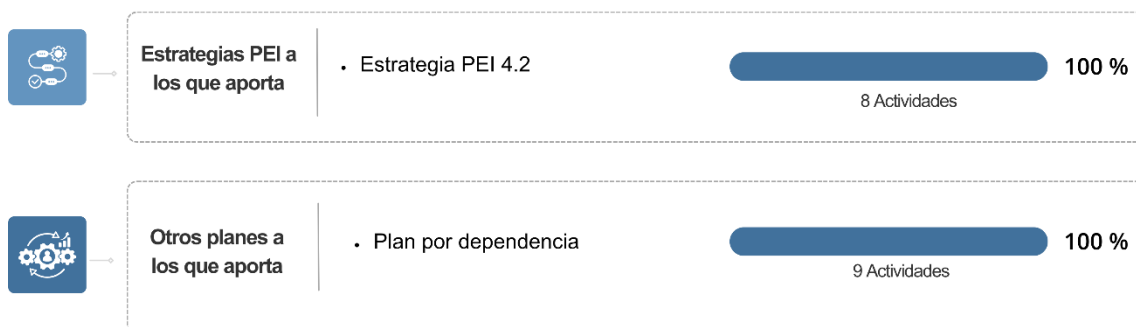 Estrategias PEI a
los que aporta
• Estrategia PEI 4.2
100 %
8 Actividades
Otros planes a
los que aporta
• Plan por dependencia
100 %
9 Actividades